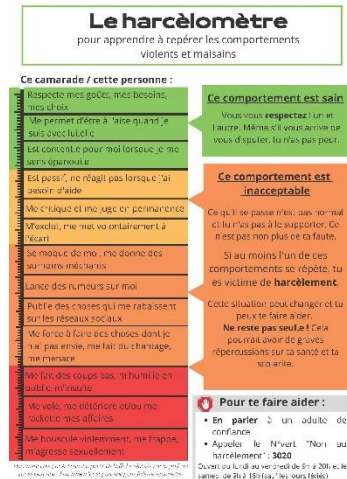 Le harcèlomètre
pour apprendre à repérer les comportements
violents et malsains
Ce camarade / cette personne :
Respecte mes goûts, mes besoins,
mes choix
Me permet d'être à l'aise quand je
suis avec lui.elle
Est content.e pour moi lorsque je me
sens épanoui.e
Est passif, ne réagit pas lorsque j'ai
besoin d'aide
Me critique et me juge en permanence
M'exclut, me met volontairement à
l'écart
Se moque de moi, me donne des
surnoms méchants
Lance des rumeurs sur moi
Publie des choses qui me rabaissent
sur les réseaux sociaux
Me force à faire des choses dont je
n'ai pas envie, me fait du chantage,
me menace
Me fait des coups bas, m'humilie en
public, m'insulte
Me vole, me détériore et/ou me
rackette mes affaires
Me bouscule violemment, me frappe,
m'agresse sexuellement
Ce comportement est sain
Vous vous respectez l'un et
l'autre. Même s'il vous arrive de
vous disputer, tu n'as pas peur.
Ce comportement est
inacceptable
Ce qu'il se passe n'est pas normal
et tu n'as pas à le supporter. Ce
n'est pas non plus de ta faute.
Si au moins l'un de ces
comportements se répète, tu
es victime de harcèlement.
Cette situation peut changer et tu
peux te faire aider.
Ne reste pas seul.e ! Cela
pourrait avoir de graves
répercussions sur ta santé et ta
scolarité.
Pour te faire aider :
• En parler à un adulte de
confiance
• Appeler le N°vert "Non au
harcèlement" : 3020
Ouvert du lundi au vendredi de 9h à 20h et le
samedi de 9h à 18h (sauf les jours fériés)